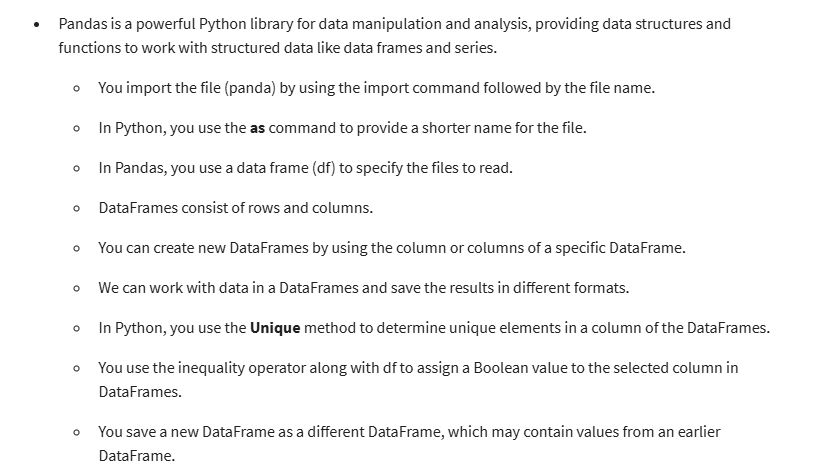 • Pandas is a powerful Python library for data manipulation and analysis, providing data structures and
functions to work with structured data like data frames and series.
○ You import the file (panda) by using the import command followed by the file name.
○ In Python, you use the as command to provide a shorter name for the file.
○ In Pandas, you use a data frame (df) to specify the files to read.
○ DataFrames consist of rows and columns.
○ You can create new DataFrames by using the column or columns of a specific DataFrame.
○ We can work with data in a DataFrames and save the results in different formats.
○ In Python, you use the Unique method to determine unique elements in a column of the DataFrames.
○ You use the inequality operator along with df to assign a Boolean value to the selected column in
DataFrames.
○ You save a new DataFrame as a different DataFrame, which may contain values from an earlier
DataFrame.